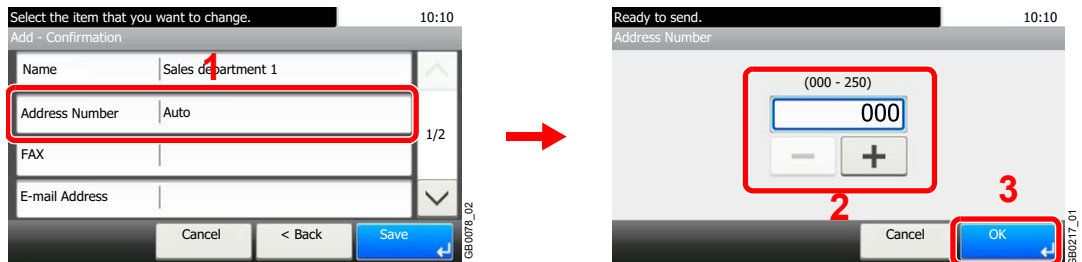 Select the item that you want to change. 10:10
Add - Confirmation
1
Name Sales department 1
Address Number Auto
1/2
FAX
E-mail Address
Cancel < Back Save
GB0078_02
Ready to send. 10:10
Address Number
(000 - 250)
000
2
3
Cancel OK
GB0217_01